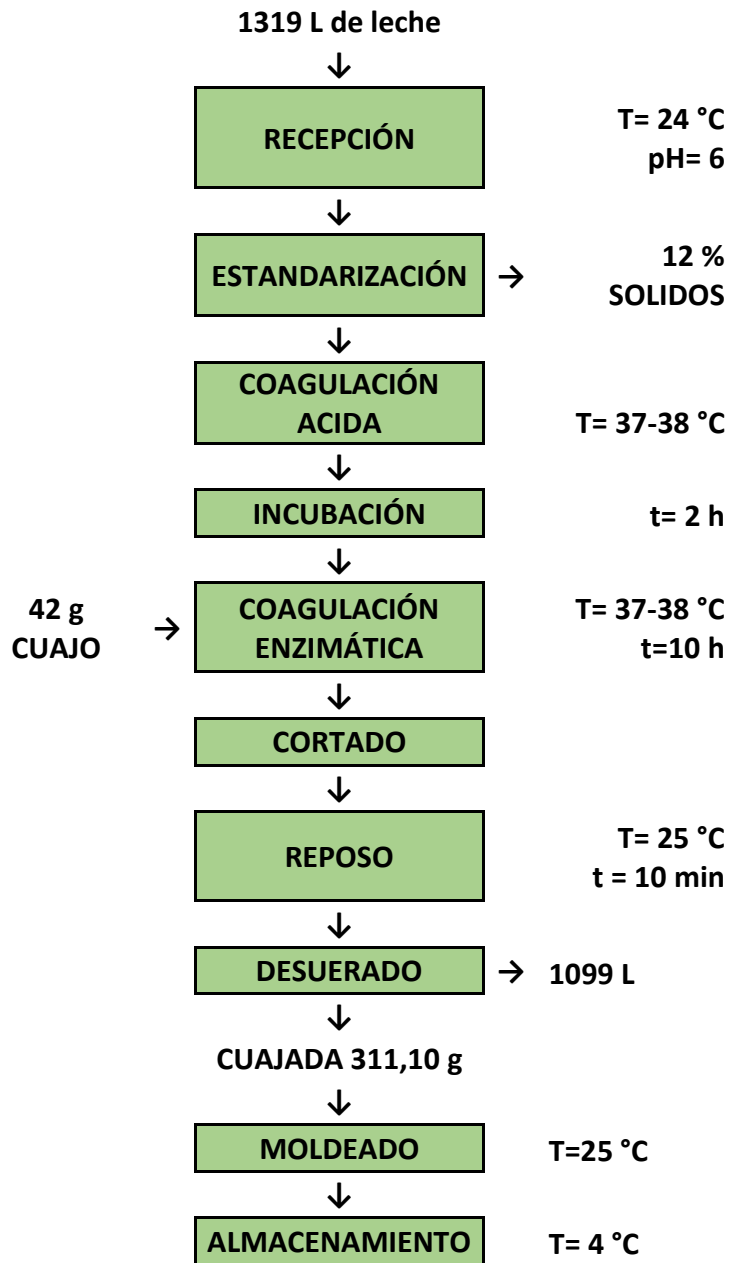 1319 L de leche
↓
RECEPCIÓN
T= 24 °C
pH= 6
↓
ESTANDARIZACIÓN
→
12 %
SOLIDOS
↓
COAGULACIÓN
ACIDA
T= 37-38 °C
↓
INCUBACIÓN
t= 2 h
↓
42 g
CUAJO
→
COAGULACIÓN
ENZIMÁTICA
T= 37-38 °C
t=10 h
↓
CORTADO
↓
REPOSO
T= 25 °C
t = 10 min
↓
DESUERADO
→
1099 L
↓
CUAJADA 311,10 g
↓
MOLDEADO
T=25 °C
↓
ALMACENAMIENTO
T= 4 °C